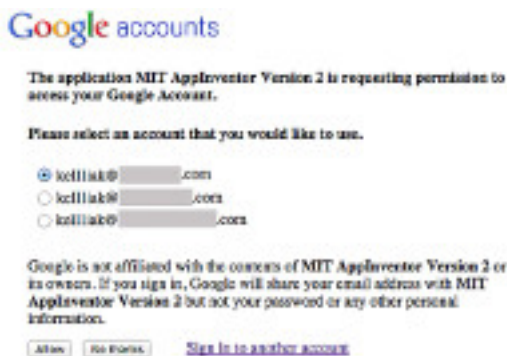 Google accounts
The application MIT AppInventor Version 2 is requesting permission to
access your Google Account.
Please select an account that you would like to use.
.com
.com
.com
Google is not affiliated with the contents of MIT AppInventor Version 2 or
its owners. If you sign in, Google will share your email address with MIT
AppInventor Version 2 but not your password or any other personal
information.
Allow No thanks Sign in to another account